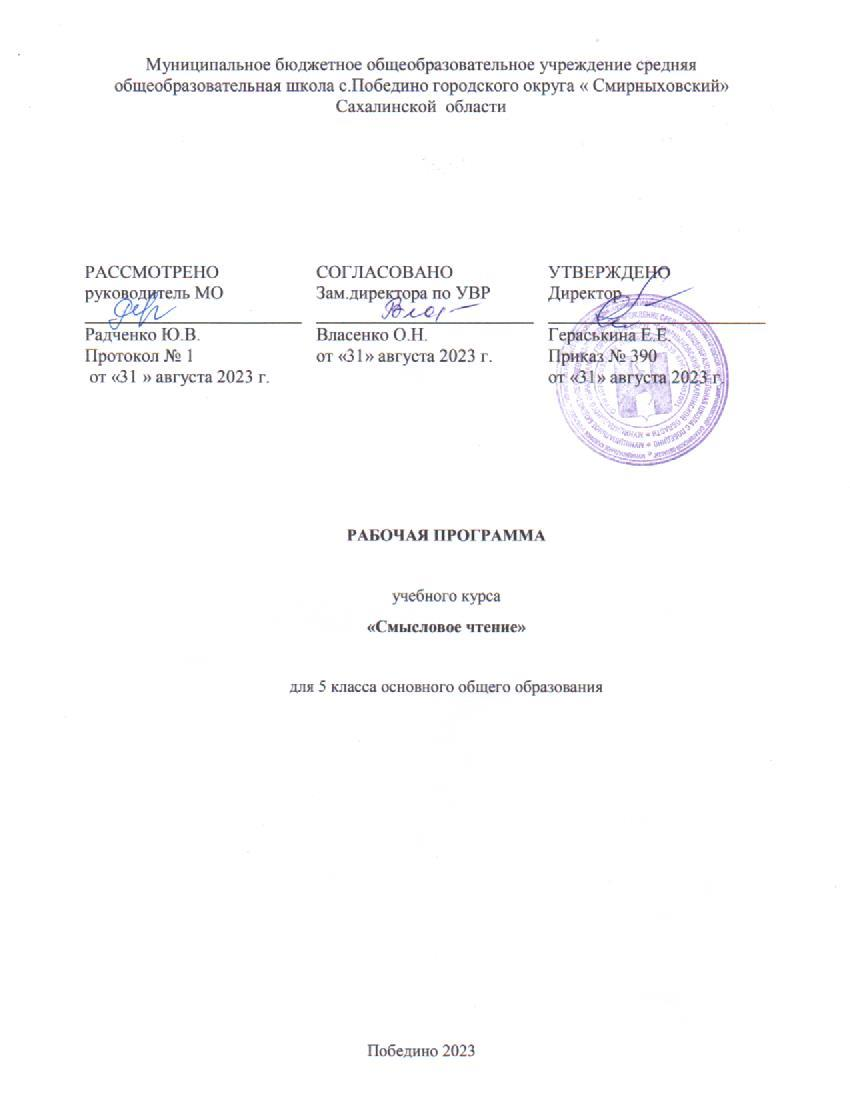 Муниципальное бюджетное общеобразовательное учреждение средняя
общеобразовательная школа с.Победино городского округа « Смирныховский»
Сахалинской области
РАССМОТРЕНО
руководитель МО
Радченко Ю.В.
Протокол № 1
от «31 » августа 2023 г.
СОГЛАСОВАНО
Зам.директора по УВР
Власенко О.Н.
от «31» августа 2023 г.
УТВЕРЖДЕНО
Директор
Гераськина Е.Е.
Приказ № 390
от «31» августа 2023 г.
РАБОЧАЯ ПРОГРАММА
учебного курса
«Смысловое чтение»
для 5 класса основного общего образования
Победино 2023